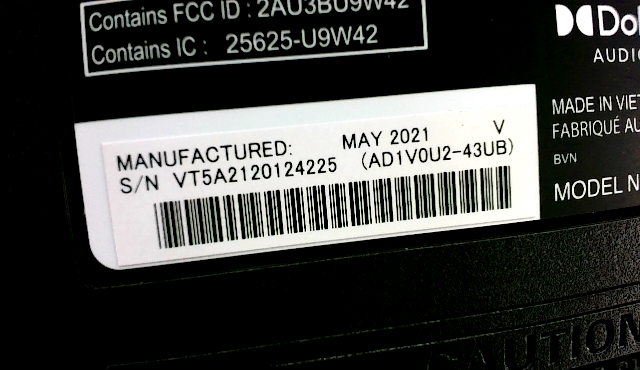 Contains FCC ID : 2AU3BU9W42
Contains IC : 25625-U9W42
AUDIO
MADE IN VIET
FABRIQUÉ AU
BVN
MODEL N
MANUFACTURED: MAY 2021 V
S/N VT5A2120124225 (AD1V0U2-43UB)
CAUTION